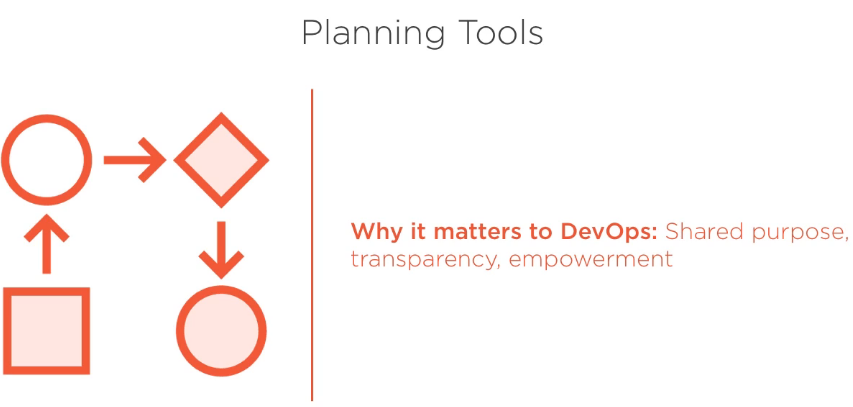 Planning Tools
Why it matters to DevOps: Shared purpose,
transparency, empowerment